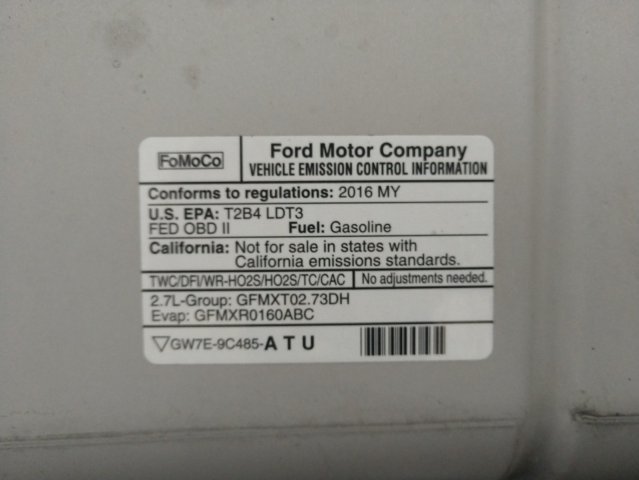 FoMoCo
Ford Motor Company
VEHICLE EMISSION CONTROL INFORMATION
Conforms to regulations: 2016 MY
U.S. EPA: T2B4 LDT3
FED OBD II Fuel: Gasoline
California: Not for sale in states with
California emissions standards.
TWC/DFI/WR-HO2S/HO2S/TC/CAC No adjustments needed.
2.7L-Group: GFMXT02.73DH
Evap: GFMXR0160ABC
GW7E-9C485-ATU